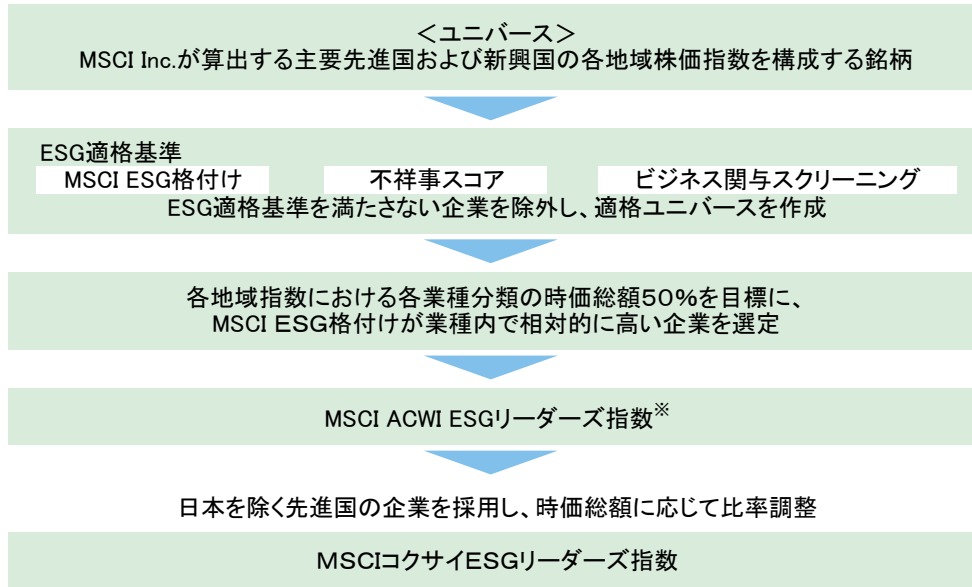 ＜ユニバース＞
MSCI Inc.が算出する主要先進国および新興国の各地域株価指数を構成する銘柄
ESG適格基準
MSCI ESG格付け 不祥事スコア ビジネス関与スクリーニング
ESG適格基準を満たさない企業を除外し、適格ユニバースを作成
各地域指数における各業種分類の時価総額50％を目標に、
MSCI ESG格付けが業種内で相対的に高い企業を選定
MSCI ACWI ESGリーダーズ指数※
日本を除く先進国の企業を採用し、時価総額に応じて比率調整
MSCIコクサイESGリーダーズ指数